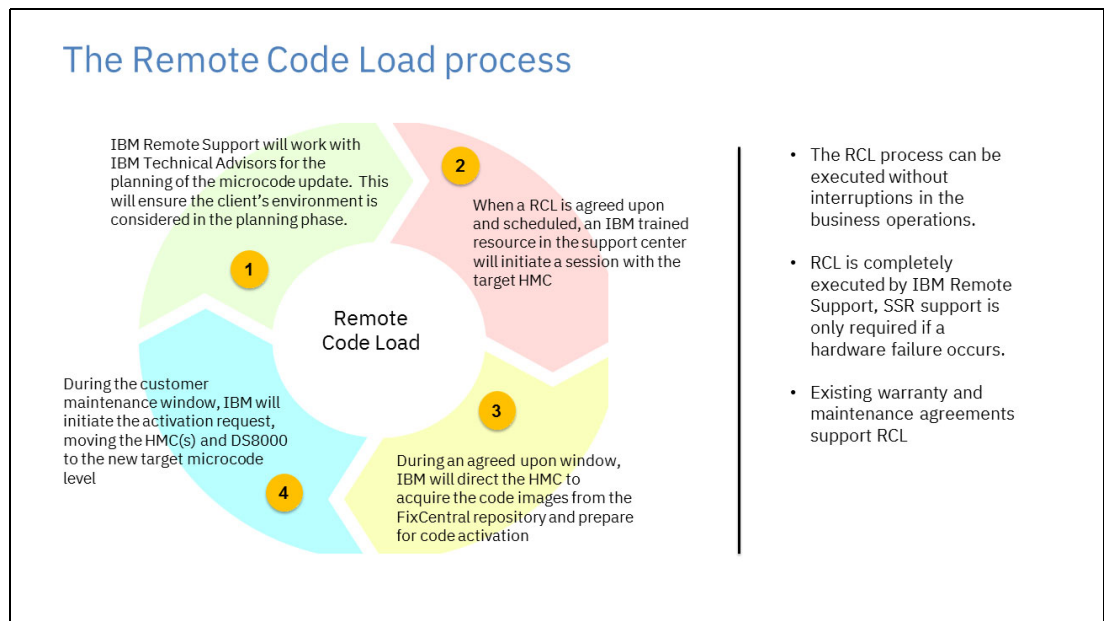 The Remote Code Load process
IBM Remote Support will work with
IBM Technical Advisors for the
planning of the microcode update.  This
will ensure the client’s environment is
considered in the planning phase.
1
2
When a RCL is agreed upon
and scheduled, an IBM trained
resource in the support center
will initiate a session with the
target HMC
Remote
Code Load
3
During an agreed upon window,
IBM will direct the HMC to
acquire the code images from the
FixCentral repository and prepare
for code activation
During the customer
maintenance window, IBM will
initiate the activation request,
moving the HMC(s) and DS8000
to the new target microcode
level
4
• The RCL process can be
executed without
interruptions in the
business operations.
• RCL is completely
executed by IBM Remote
Support, SSR support is
only required if a
hardware failure occurs.
• Existing warranty and
maintenance agreements
support RCL